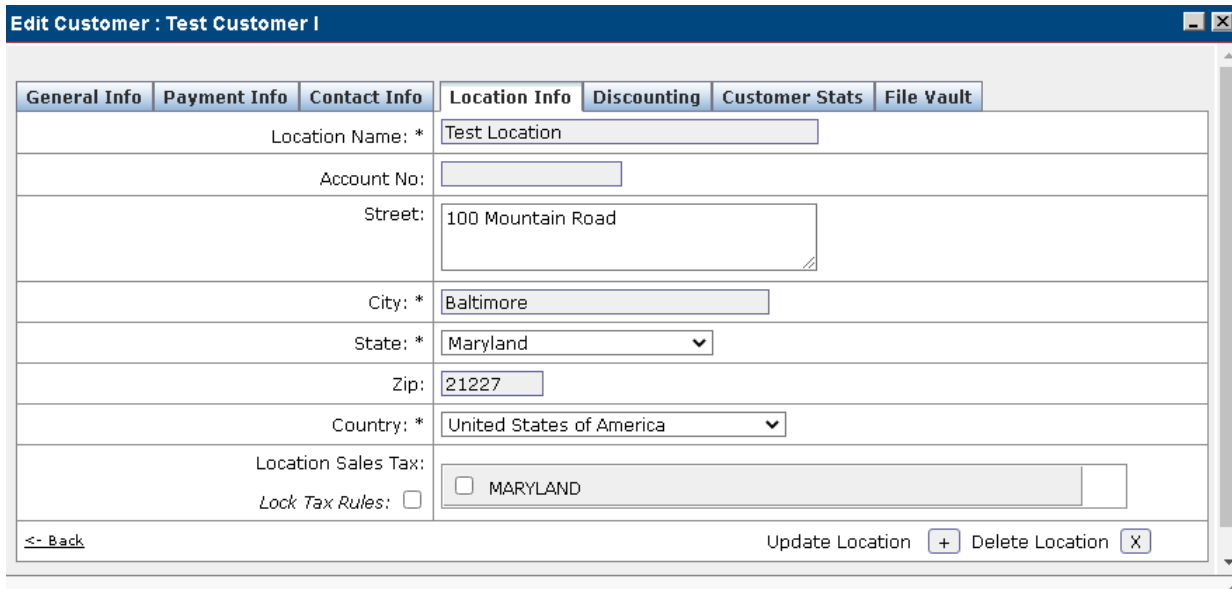 Edit Customer : Test Customer I
General Info Payment Info Contact Info Location Info Discounting Customer Stats File Vault
Location Name: * Test Location
Account No:
Street: 100 Mountain Road
City: * Baltimore
State: * Maryland
Zip: 21227
Country: * United States of America
Location Sales Tax:
Lock Tax Rules: MARYLAND
<- Back Update Location + Delete Location X